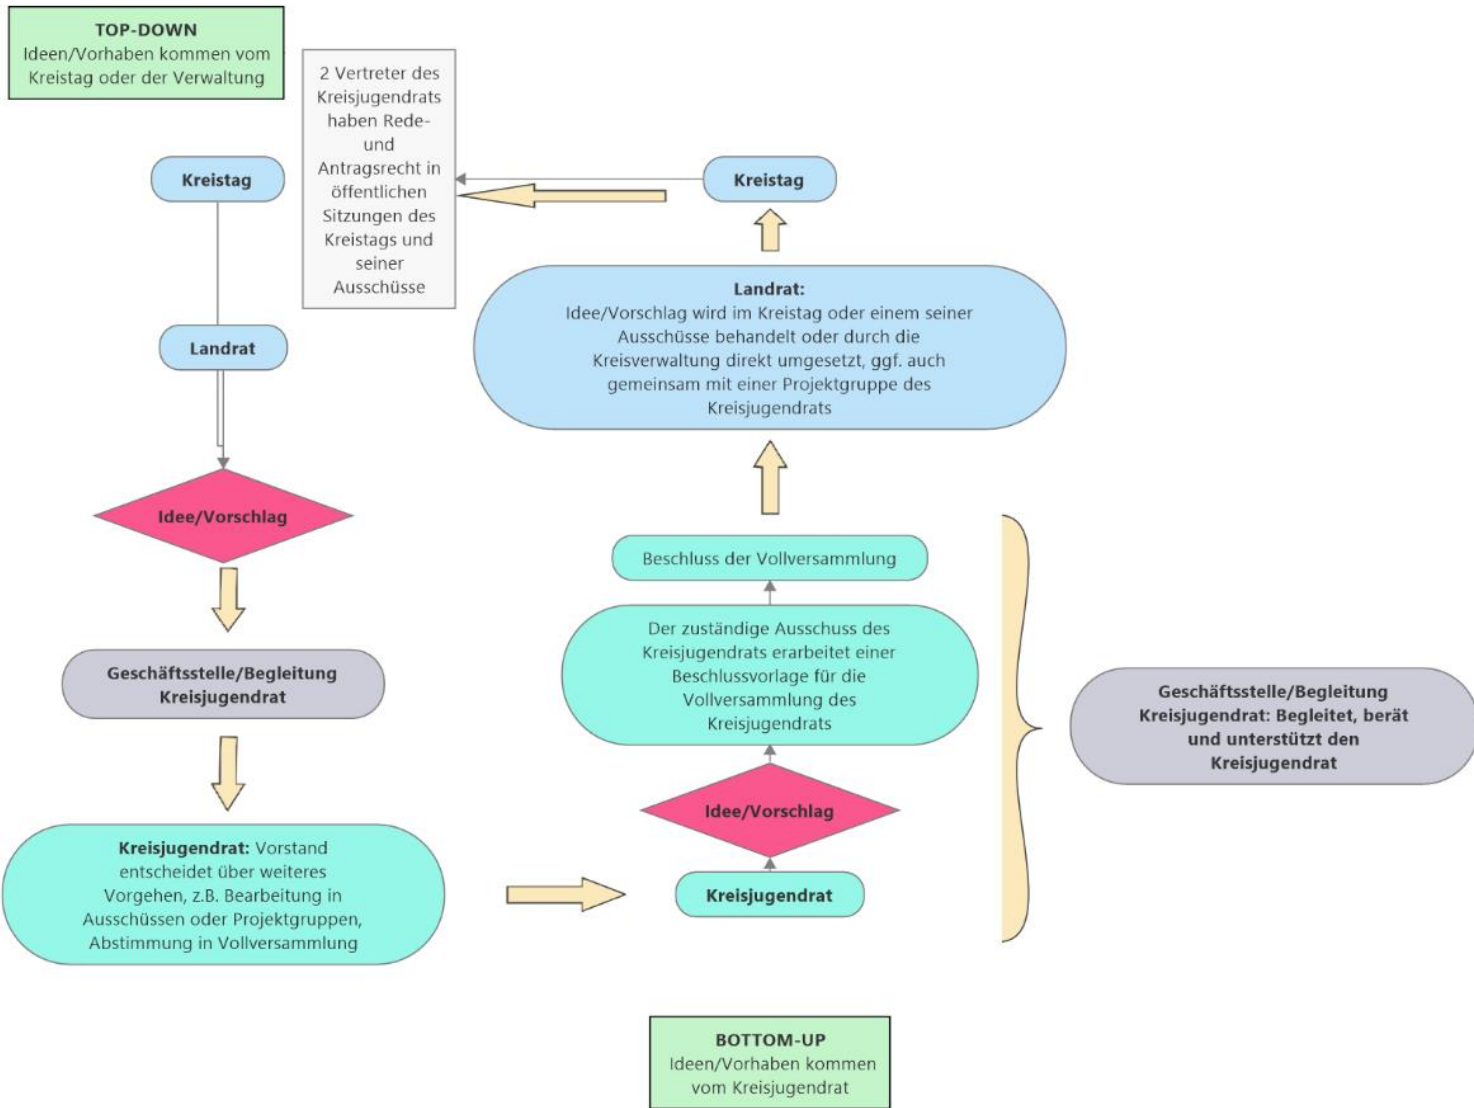 TOP-DOWN
Ideen/Vorhaben kommen vom
Kreistag oder der Verwaltung
2 Vertreter des
Kreisjugendrats
haben Rede-
und
Antragsrecht in
öffentlichen
Sitzungen des
Kreistags und
seiner
Ausschüsse
Kreistag
Kreistag
Landrat
Landrat:
Idee/Vorschlag wird im Kreistag oder einem seiner
Ausschüsse behandelt oder durch die
Kreisverwaltung direkt umgesetzt, ggf. auch
gemeinsam mit einer Projektgruppe des
Kreisjugendrats
Idee/Vorschlag
Geschäftsstelle/Begleitung
Kreisjugendrat
Kreisjugendrat: Vorstand
entscheidet über weiteres
Vorgehen, z.B. Bearbeitung in
Ausschüssen oder Projektgruppen,
Abstimmung in Vollversammlung
Beschluss der Vollversammlung
Der zuständige Ausschuss des
Kreisjugendrats erarbeitet einer
Beschlussvorlage für die
Vollversammlung des
Kreisjugendrats
Idee/Vorschlag
Kreisjugendrat
Geschäftsstelle/Begleitung
Kreisjugendrat: Begleitet, berät
und unterstützt den
Kreisjugendrat
BOTTOM-UP
Ideen/Vorhaben kommen
vom Kreisjugendrat